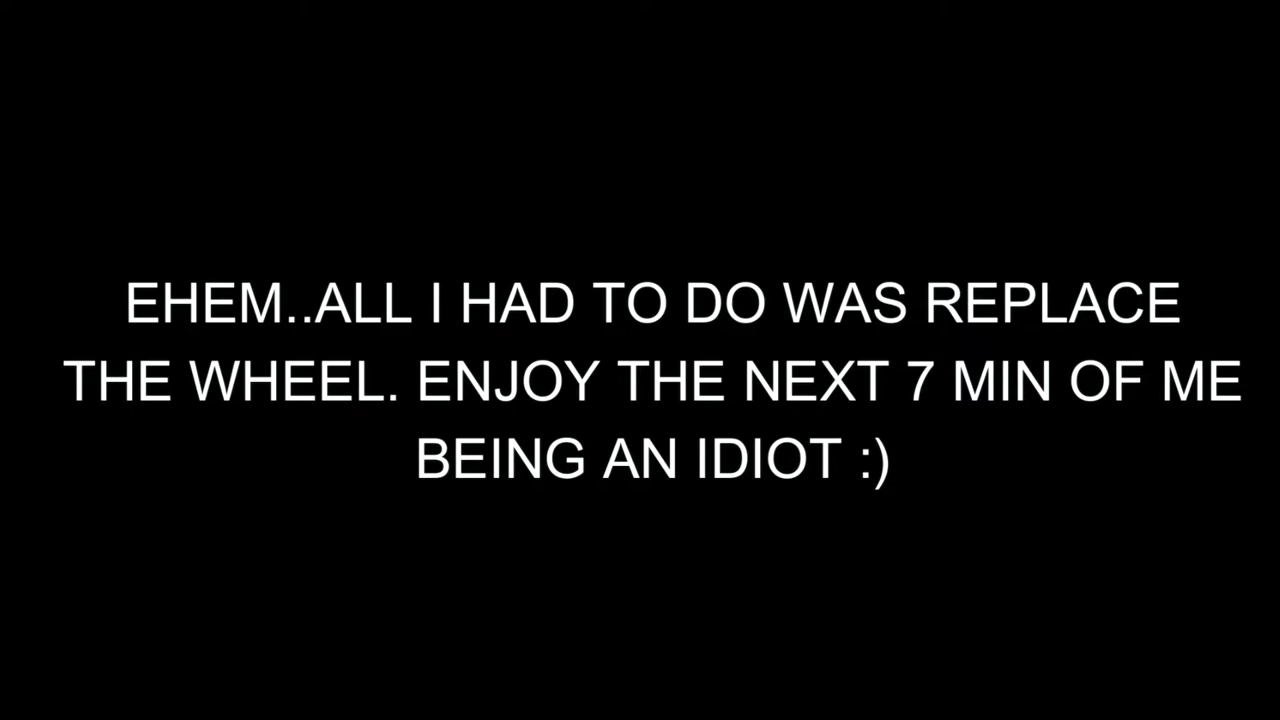 EHEM..ALL I HAD TO DO WAS REPLACE
THE WHEEL. ENJOY THE NEXT 7 MIN OF ME
BEING AN IDIOT :)